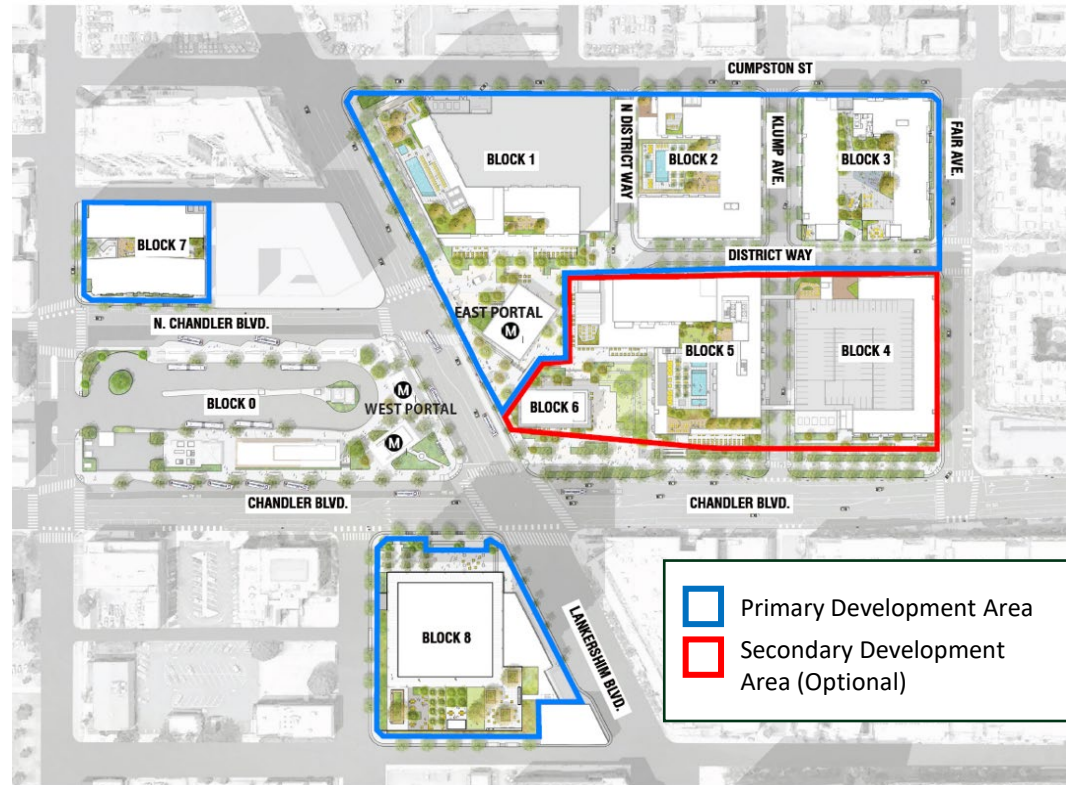 CUMPSTON ST
BLOCK 1
N DISTRICT WAY
BLOCK 2
KLUMP AVE.
BLOCK 3
FAIR AVE.
BLOCK 7
DISTRICT WAY
N. CHANDLER BLVD.
EAST PORTAL
M
BLOCK 5
BLOCK 4
BLOCK 0
M
WEST PORTAL
M
BLOCK 6
CHANDLER BLVD.
CHANDLER BLVD.
BLOCK 8
LANKERSHIM BLVD.
Primary Development Area
Secondary Development
Area (Optional)